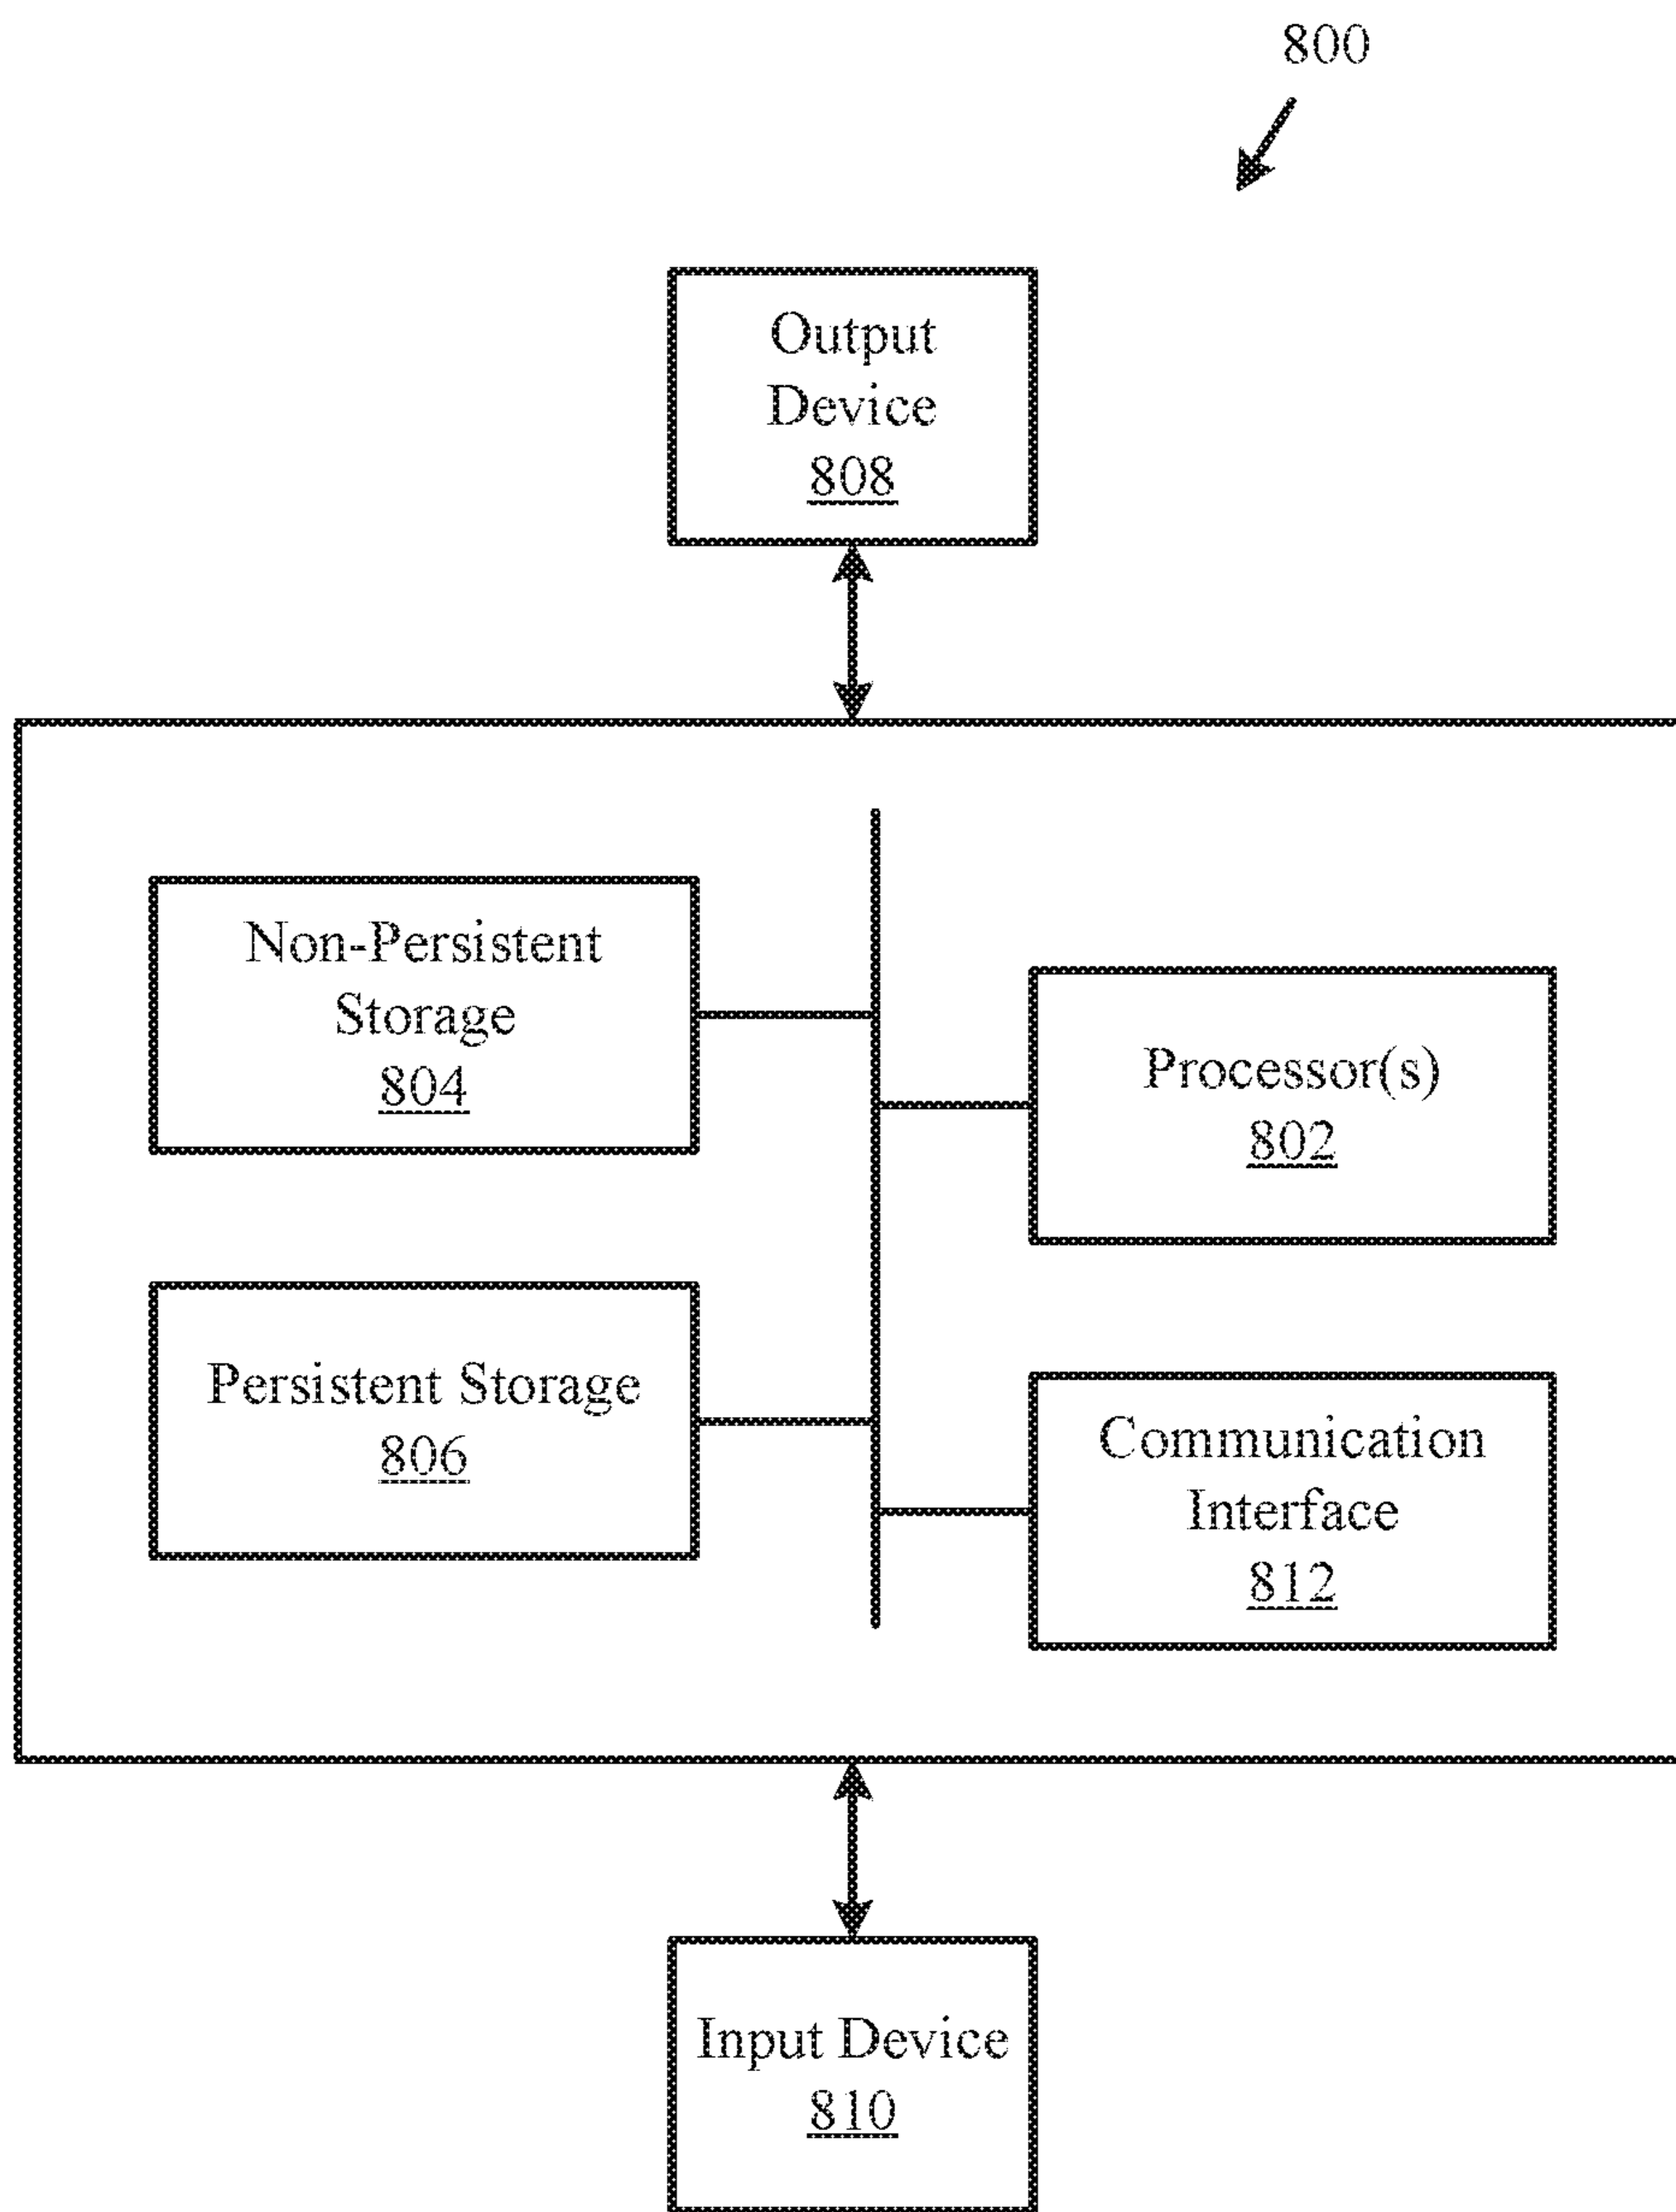 800
Output
Device
808
Non-Persistent
Storage
804
Processor(s)
802
Persistent Storage
806
Communication
Interface
812
Input Device
810